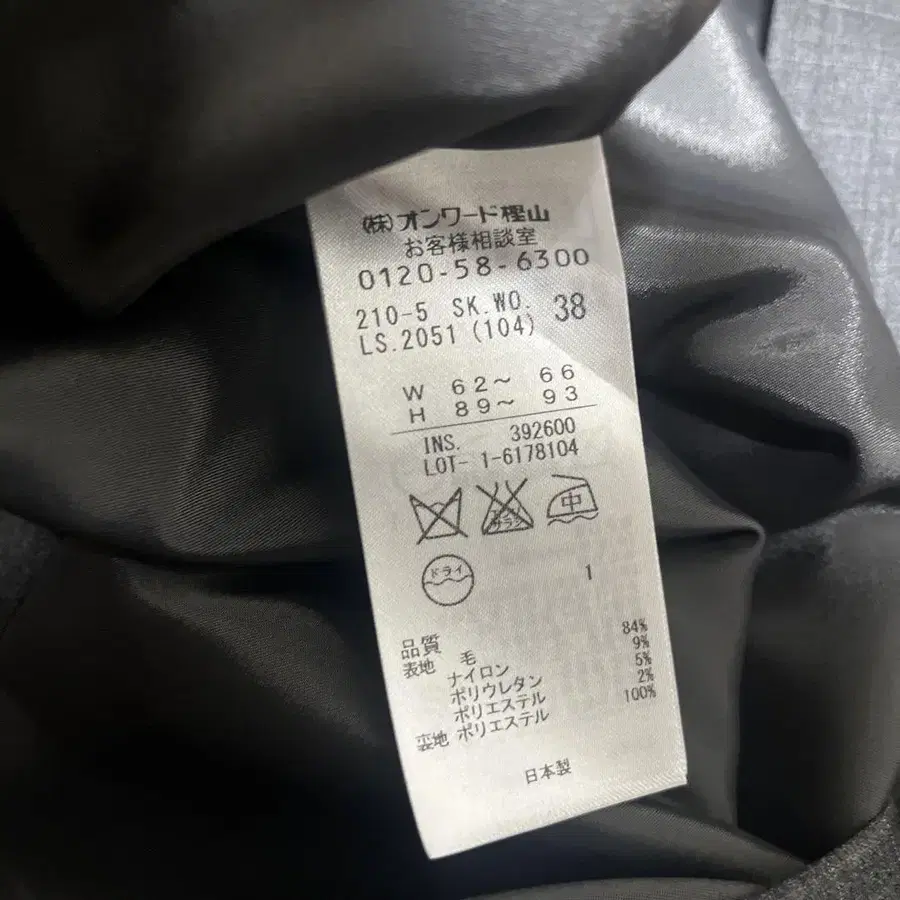 (株)オンワード樫山
お客様相談室
0120-58-6300
210-5 SK.WO. 38
LS.2051 (104)
W 62〜 66
H 89〜 93
INS. 392600
LOT- 1-6178104
サラシ 中
ドライ 1
品質
表地 毛 84%
ナイロン 9%
ポリウレタン 5%
ポリエステル 2%
裏地 ポリエステル 100%
日本製